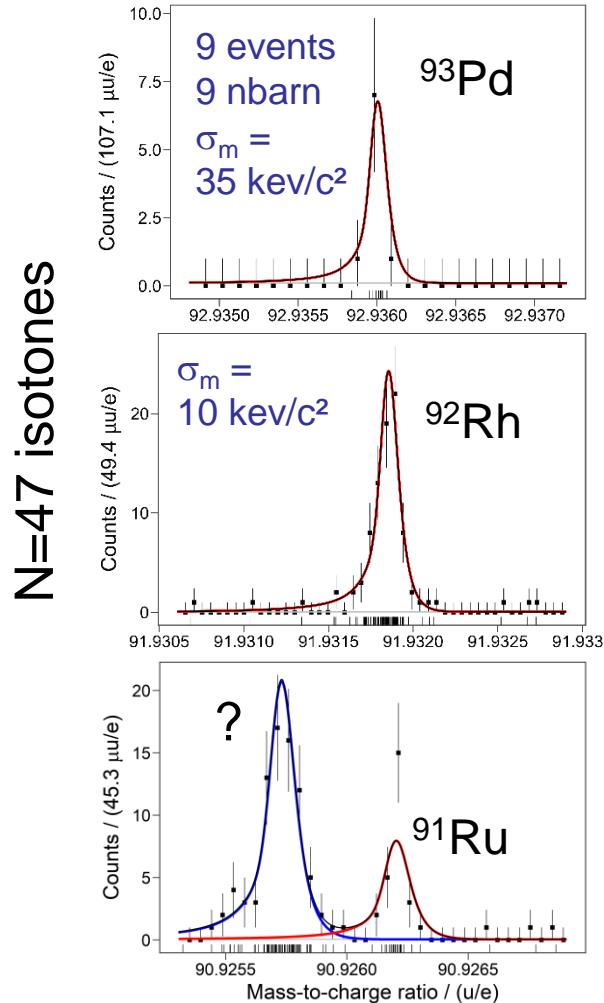 N=47 isotones
10.0
7.5
5.0
2.5
0.0
Counts / (107.1 µu/e)
9 events
9 nbarn
σm =
35 kev/c²
⁹³Pd
92.9350 92.9355 92.9360 92.9365 92.9370
20
10
0
Counts / (49.4 µu/e)
σm =
10 kev/c²
⁹²Rh
91.9305 91.9310 91.9315 91.9320 91.9325 91.933
20
15
10
5
0
Counts / (45.3 µu/e)
?
⁹¹Ru
90.9255 90.9260 90.9265
Mass-to-charge ratio / (u/e)